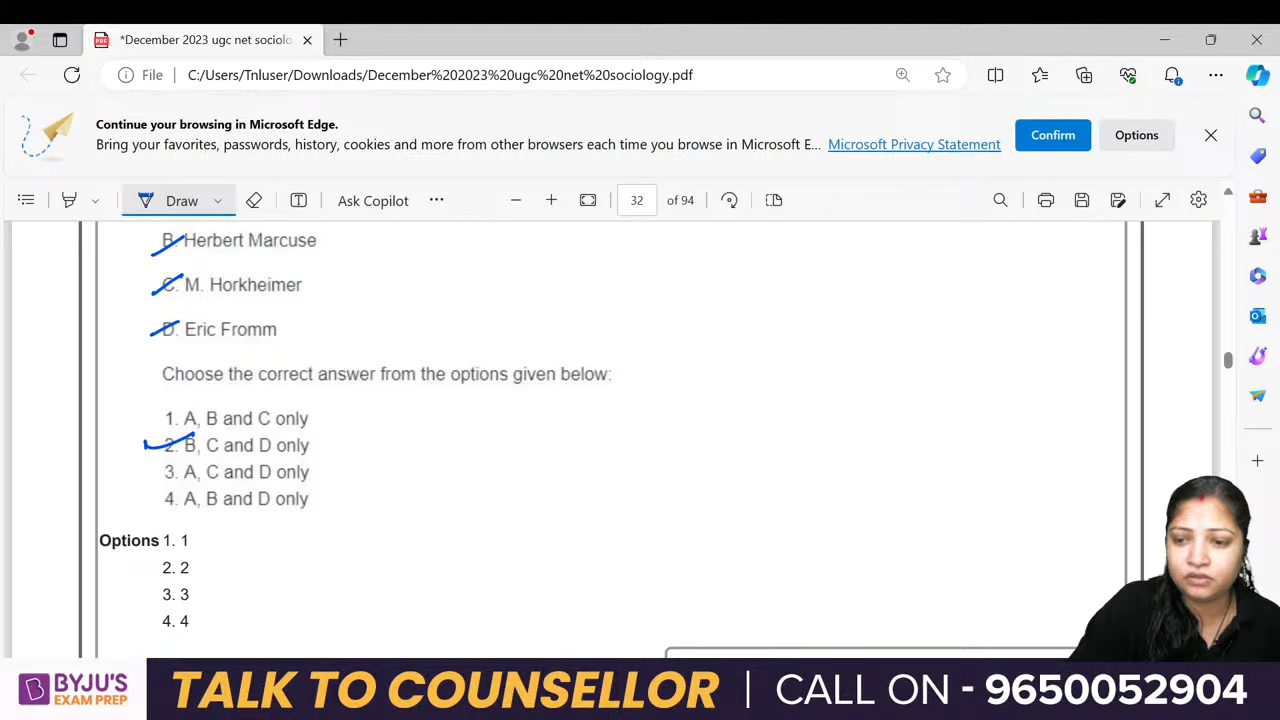 *December 2023 ugc net sociolo
File C:/Users/Tnluser/Downloads/December%202023%20ugc%20net%20sociology.pdf
Continue your browsing in Microsoft Edge.
Bring your favorites, passwords, history, cookies and more from other browsers each time you browse in Microsoft E... Microsoft Privacy Statement
Confirm
Options
Draw
Ask Copilot
32 of 94
B. Herbert Marcuse
C. M. Horkheimer
D. Eric Fromm
Choose the correct answer from the options given below:
1. A, B and C only
2. B, C and D only
3. A, C and D only
4. A, B and D only
Options 1. 1
2. 2
3. 3
4. 4
BYJU'S
EXAM PREP
TALK TO COUNSELLOR | CALL ON - 9650052904